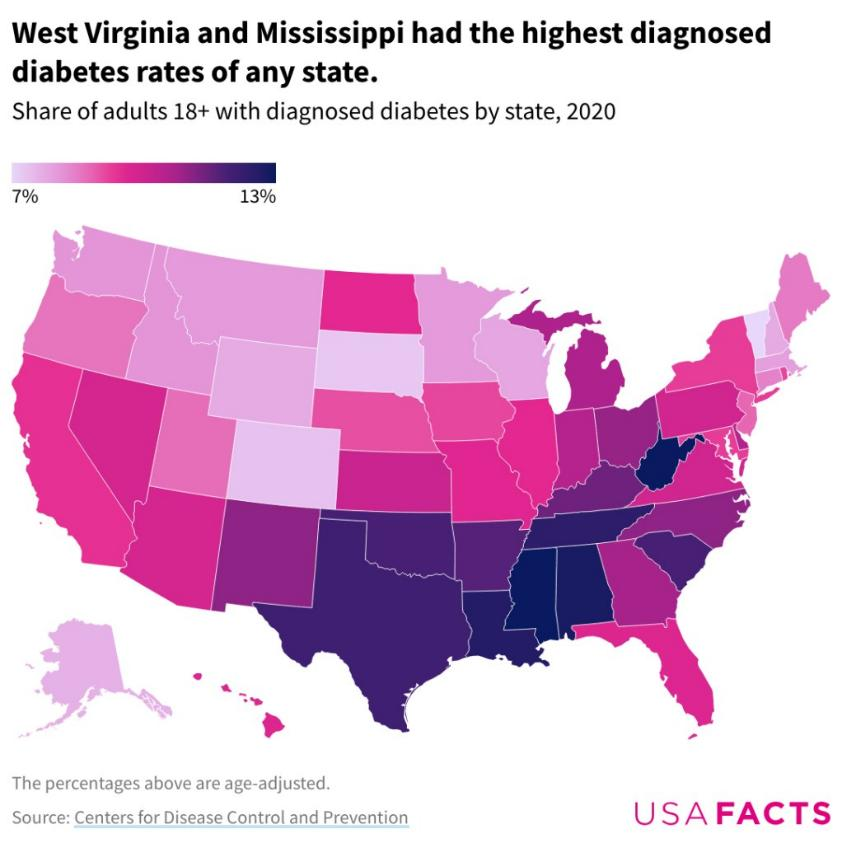 West Virginia and Mississippi had the highest diagnosed
diabetes rates of any state.
Share of adults 18+ with diagnosed diabetes by state, 2020
7% 13%
The percentages above are age-adjusted.
Source: Centers for Disease Control and Prevention
USAFACTS